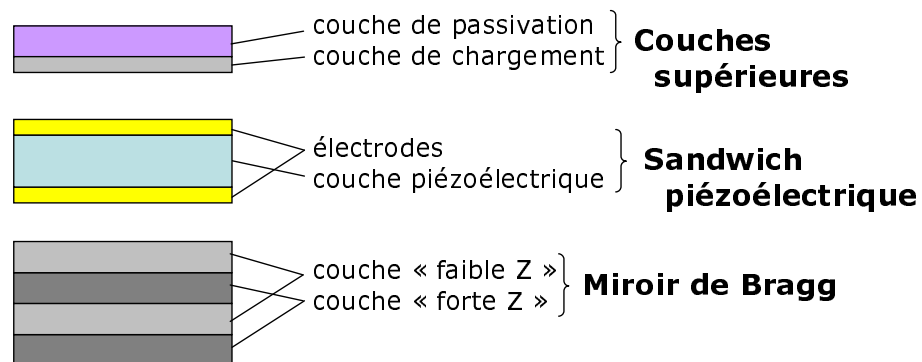 couche de passivation
couche de chargement
Couches
supérieures
électrodes
couche piézoélectrique
Sandwich
piézoélectrique
couche « faible Z »
couche « forte Z »
Miroir de Bragg